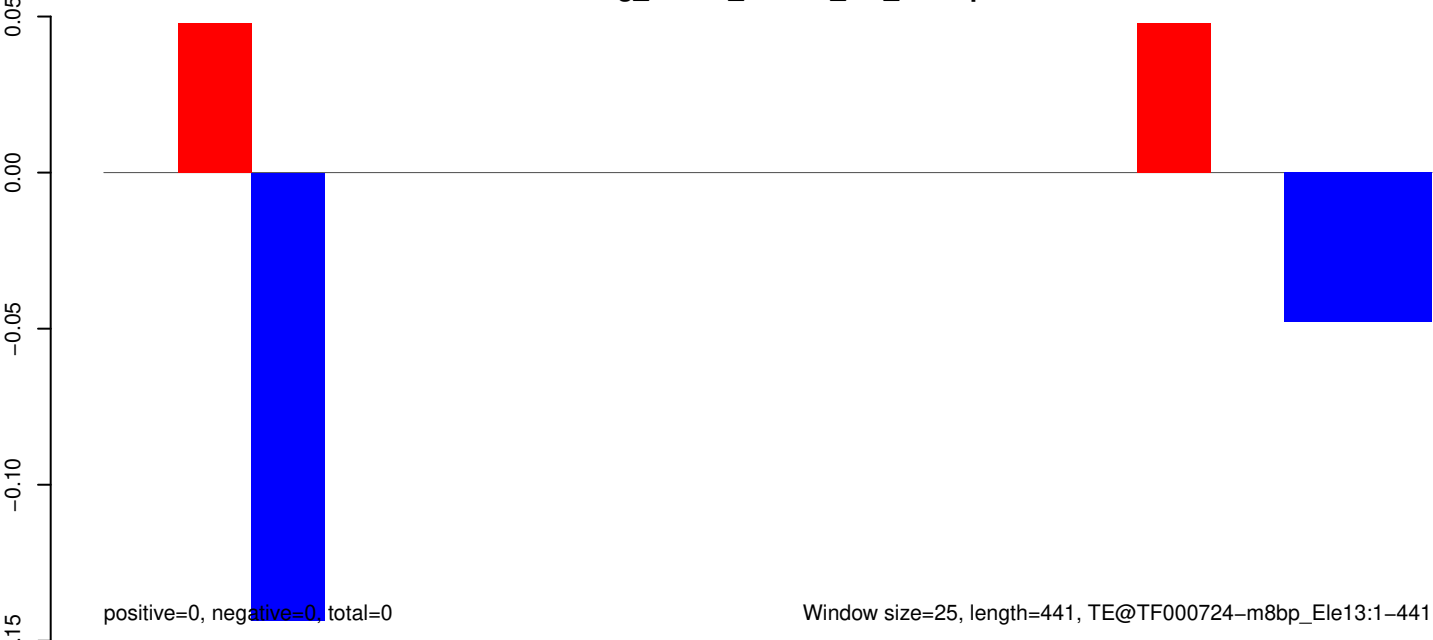 0.05
0.00
−0.05
−0.10
positive=0, negative=0, total=0
Window size=25, length=441, TE@TF000724−m8bp_Ele13:1−441